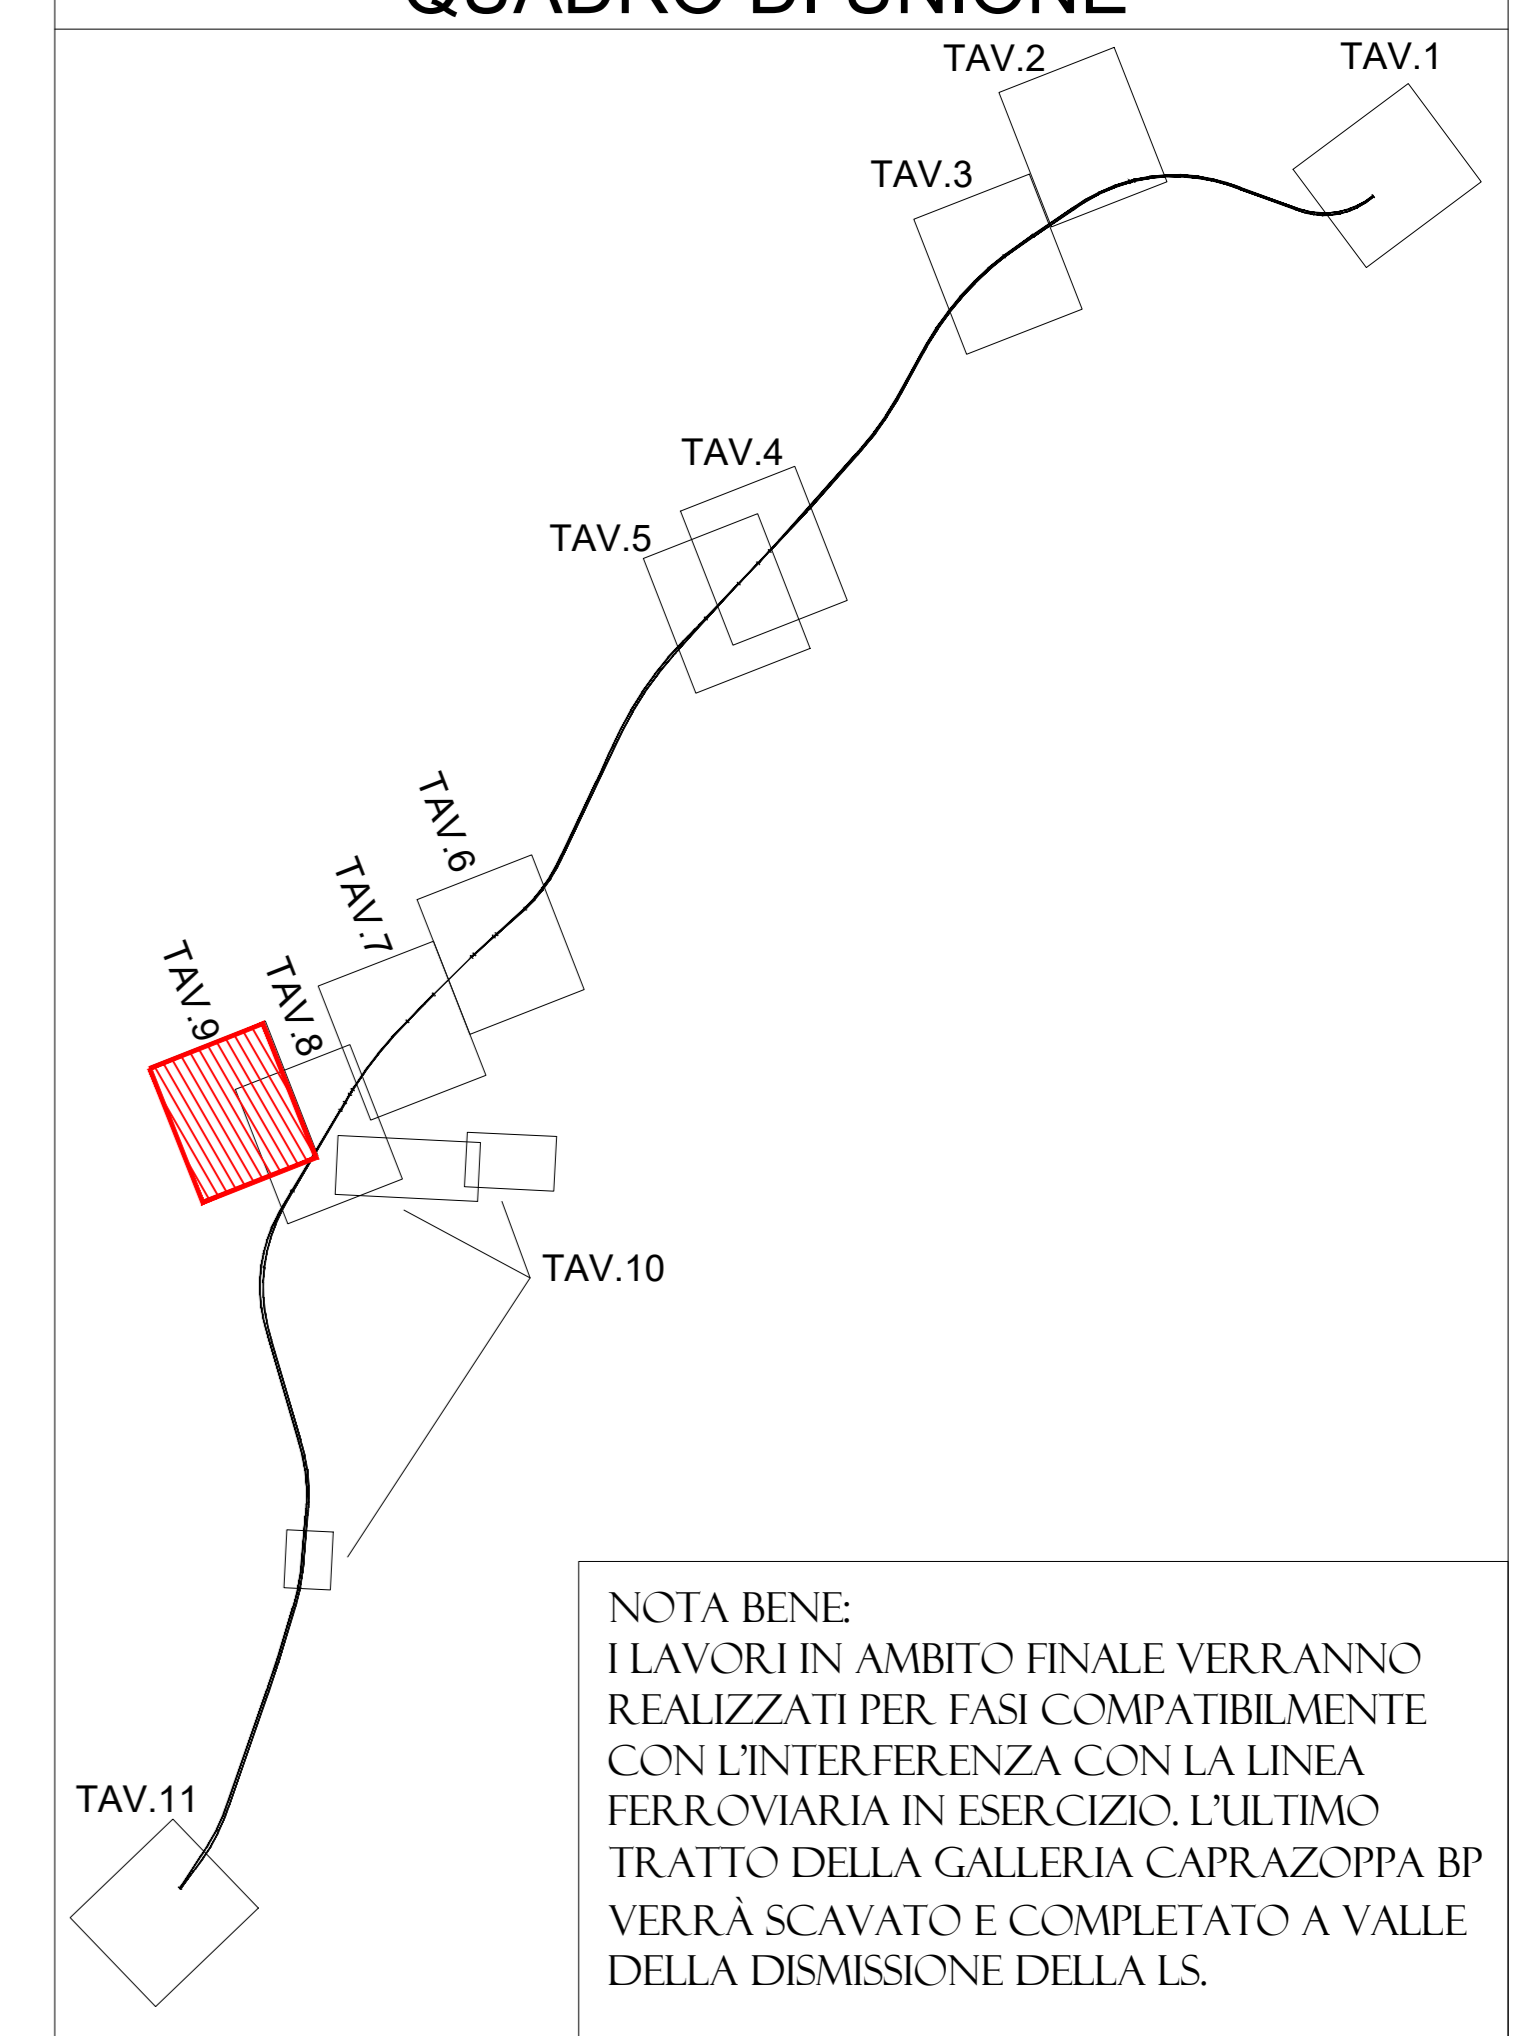 QUADRO DI UNIONE
TAV.2
TAV.1
TAV.3
TAV.4
TAV.5
TAV.6
TAV.7
TAV.9
TAV.8
TAV.10
TAV.11
NOTA BENE:
I LAVORI IN AMBITO FINALE VERRANNO
REALIZZATI PER FASI COMPATIBILMENTE
CON L'INTERFERENZA CON LA LINEA
FERROVIARIA IN ESERCIZIO. L'ULTIMO
TRATTO DELLA GALLERIA CAPRAZOPPA BP
VERRÀ SCAVATO E COMPLETATO A VALLE
DELLA DISMISSIONE DELLA LS.